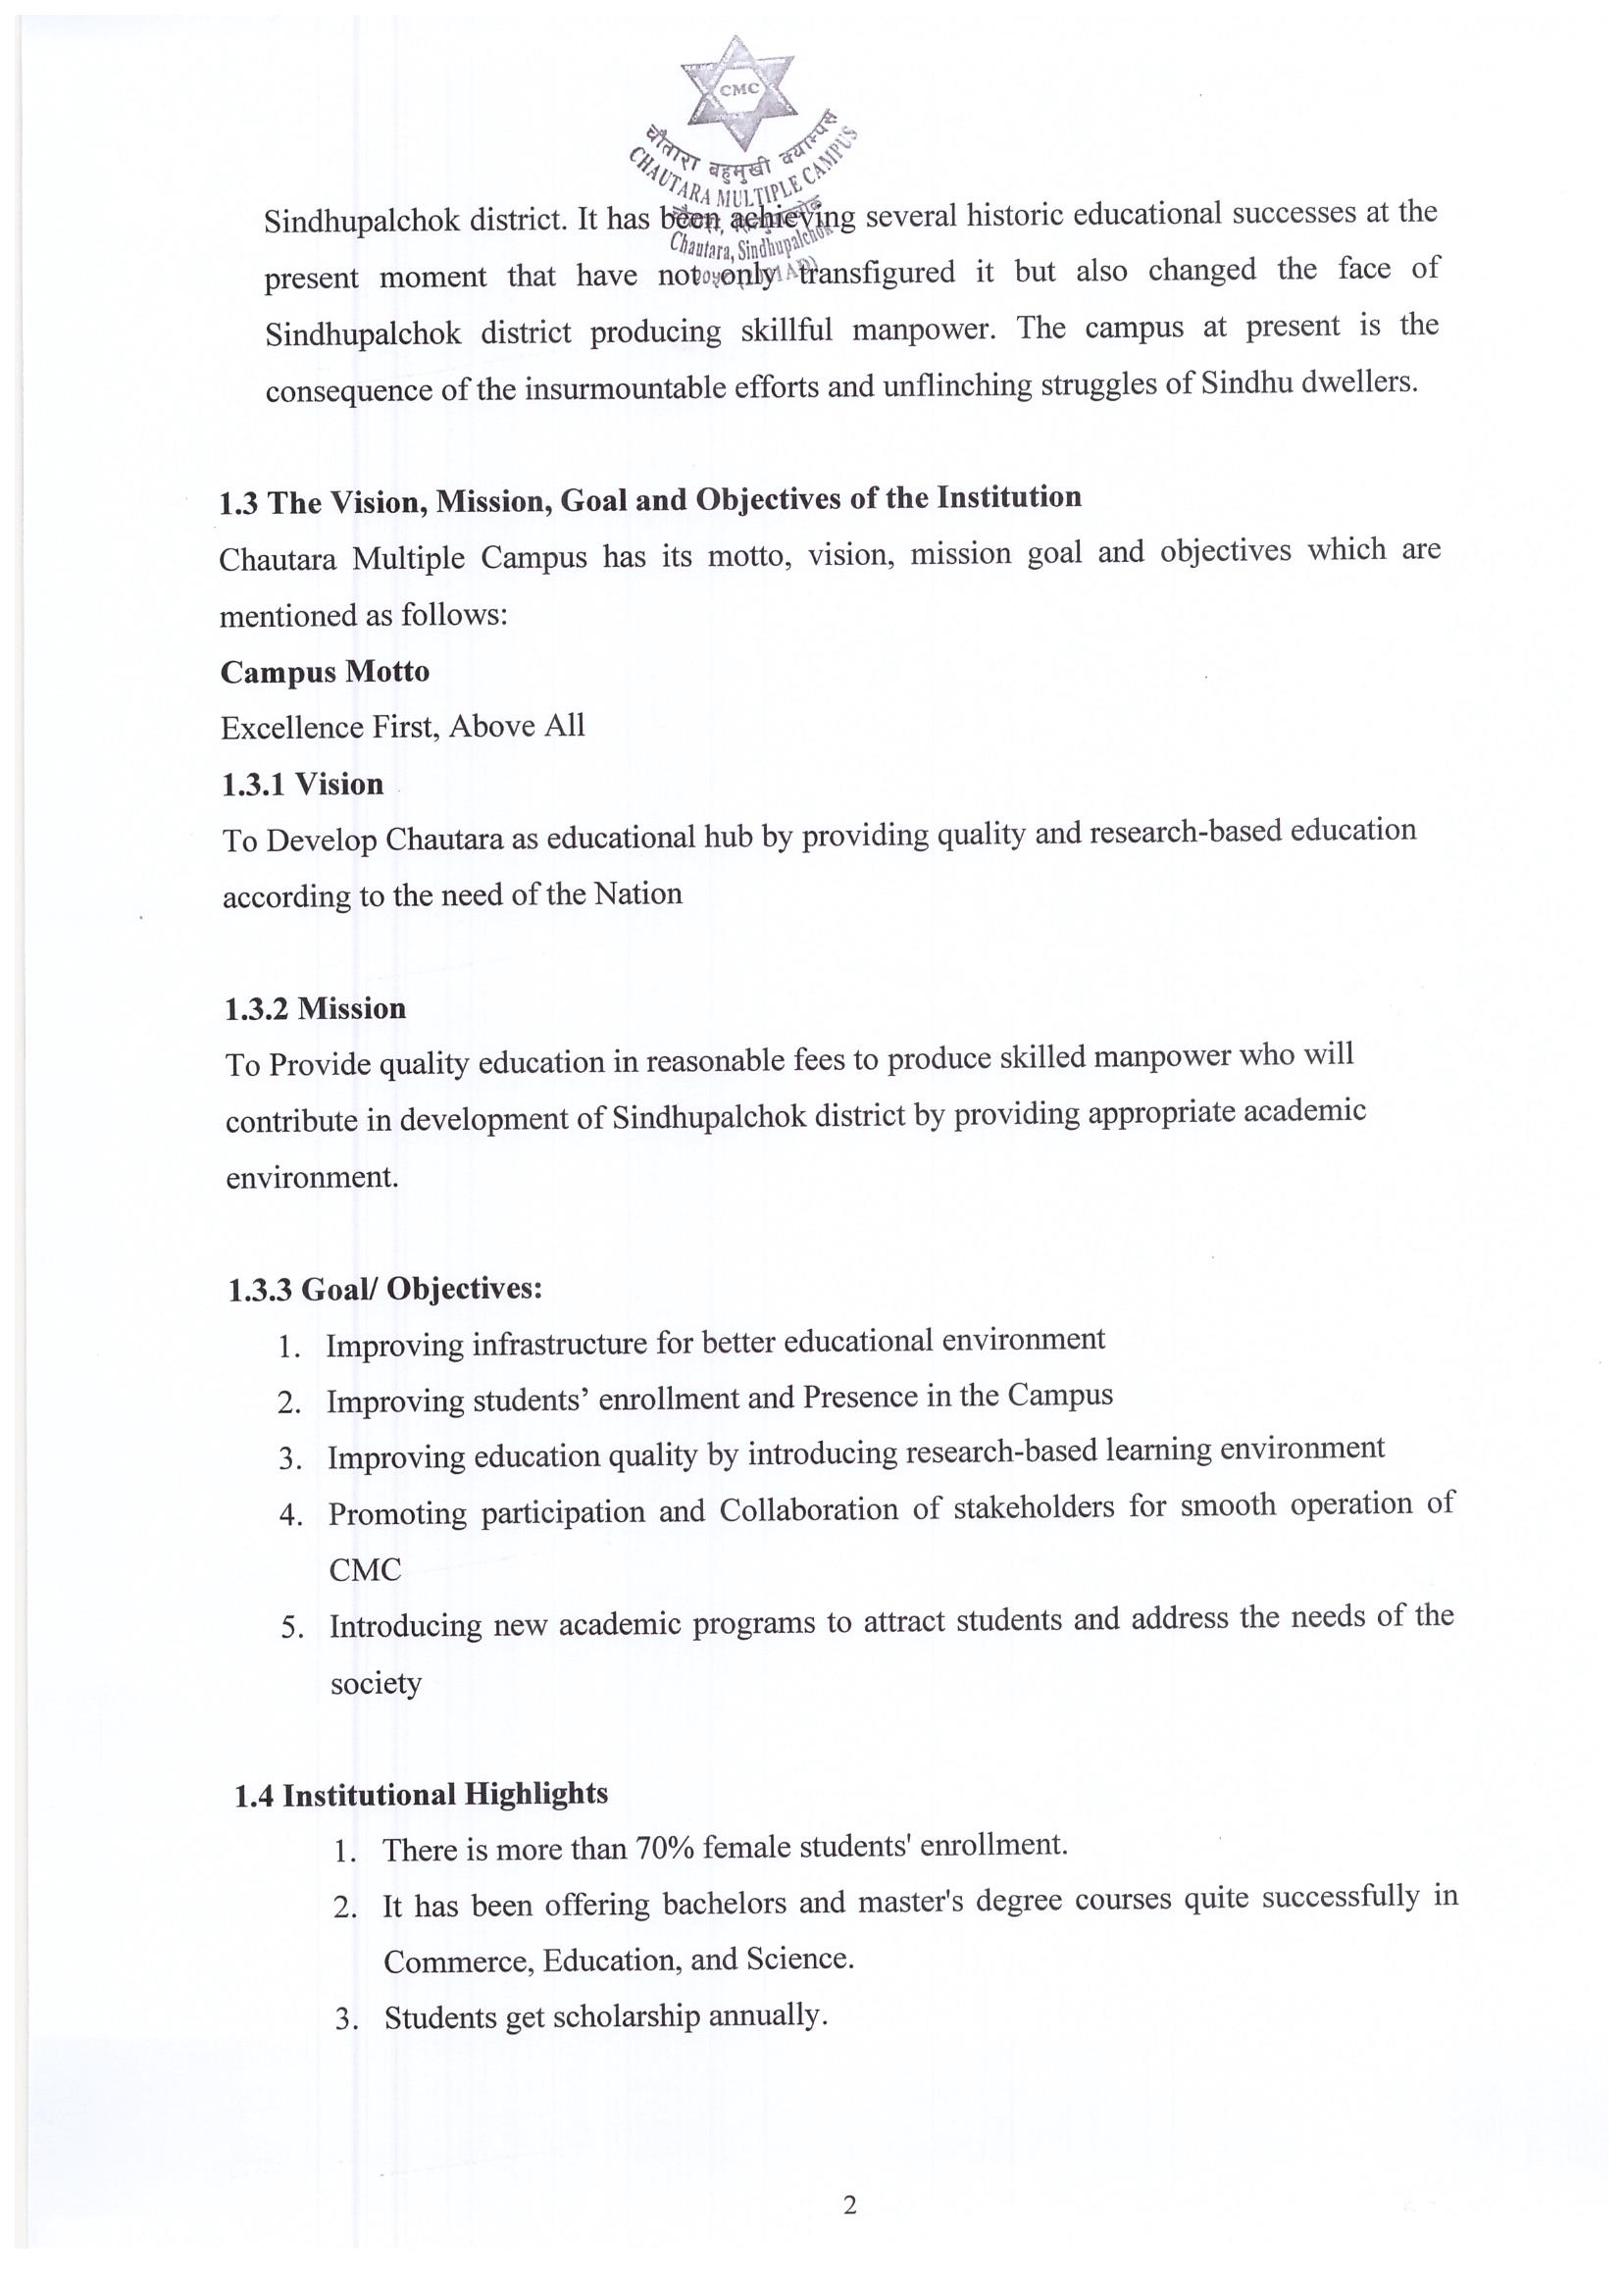 CMC
चौतारा बहुमुखी क्याम्पस
CHAUTARA MULTIPLE CAMPUS
Chautara, Sindhupalchok
Sindhupalchok district. It has been achieving several historic educational successes at the
present moment that have not only transfigured it but also changed the face of
Sindhupalchok district producing skillful manpower. The campus at present is the
consequence of the insurmountable efforts and unflinching struggles of Sindhu dwellers.
1.3 The Vision, Mission, Goal and Objectives of the Institution
Chautara Multiple Campus has its motto, vision, mission goal and objectives which are
mentioned as follows:
Campus Motto
Excellence First, Above All
1.3.1 Vision
To Develop Chautara as educational hub by providing quality and research-based education
according to the need of the Nation
1.3.2 Mission
To Provide quality education in reasonable fees to produce skilled manpower who will
contribute in development of Sindhupalchok district by providing appropriate academic
environment.
1.3.3 Goal/ Objectives:
1. Improving infrastructure for better educational environment
2. Improving students’ enrollment and Presence in the Campus
3. Improving education quality by introducing research-based learning environment
4. Promoting participation and Collaboration of stakeholders for smooth operation of
CMC
5. Introducing new academic programs to attract students and address the needs of the
society
1.4 Institutional Highlights
1. There is more than 70% female students' enrollment.
2. It has been offering bachelors and master's degree courses quite successfully in
Commerce, Education, and Science.
3. Students get scholarship annually.
2